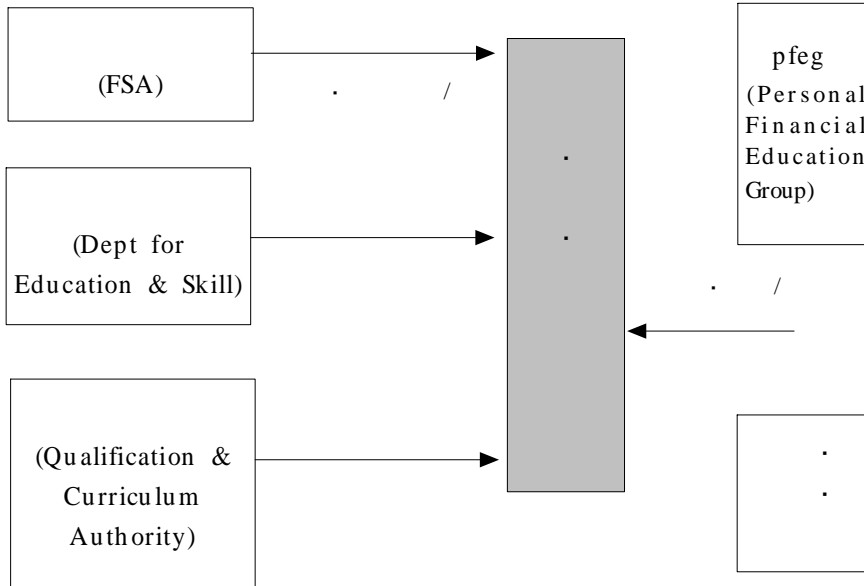 (FSA)
· /
(Dept for
Education & Skill)
(Qualification &
Curriculum
Authority)
·
·
pfeg
(Personal
Financial
Education
Group)
· /
·
·